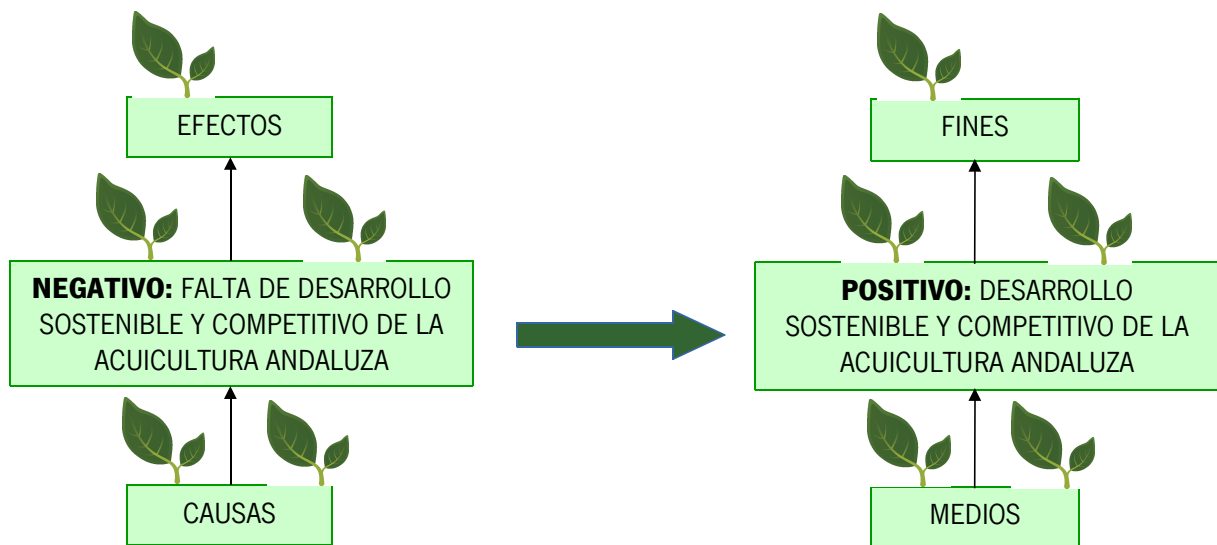 EFECTOS
NEGATIVO: FALTA DE DESARROLLO
SOSTENIBLE Y COMPETITIVO DE LA
ACUICULTURA ANDALUZA
CAUSAS
FINES
POSITIVO: DESARROLLO
SOSTENIBLE Y COMPETITIVO DE LA
ACUICULTURA ANDALUZA
MEDIOS